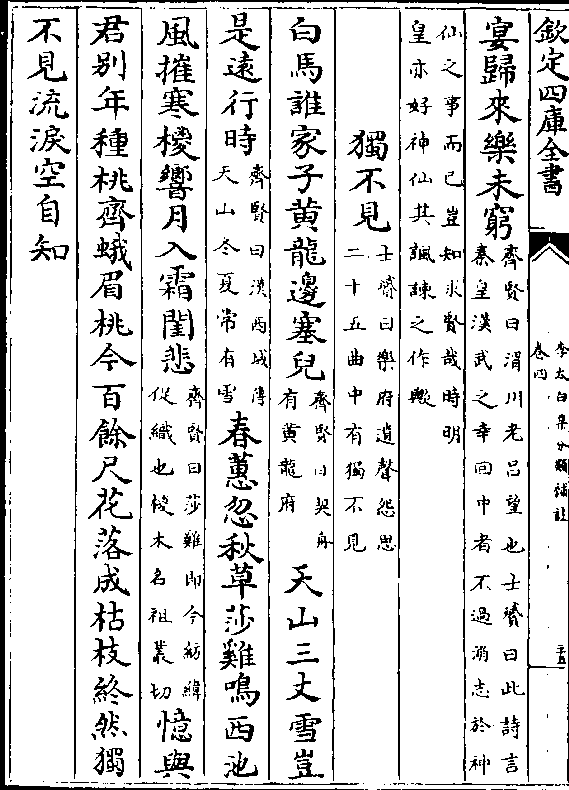 欽定四庫全書
李太白集分類補註
卷四
三五
宴歸來樂未窮齊賢曰渭川老呂望也士贇曰此詩言
秦皇漢武之幸回中者不過溺志於神
仙之事而已豈知求賢哉時明
皇亦好神仙其諷諫之作歟
獨不見士贇曰樂府遺聲怨思
二十五曲中有獨不見
白馬誰家子黄龍邊塞兒齊賢曰契丹
有黄龍府
天山三丈雪豈
是遠行時齊賢曰漢西域傳
天山冬夏常有雪
春蕙忽秋草莎雞鳴西池
風摧寒椶響月入霜閨悲齊賢曰莎雞即今紡緯
促織也椶木名祖叢切
憶與
君别年種桃齊蛾眉桃今百餘尺花落成枯枝終然獨
不見流淚空自知